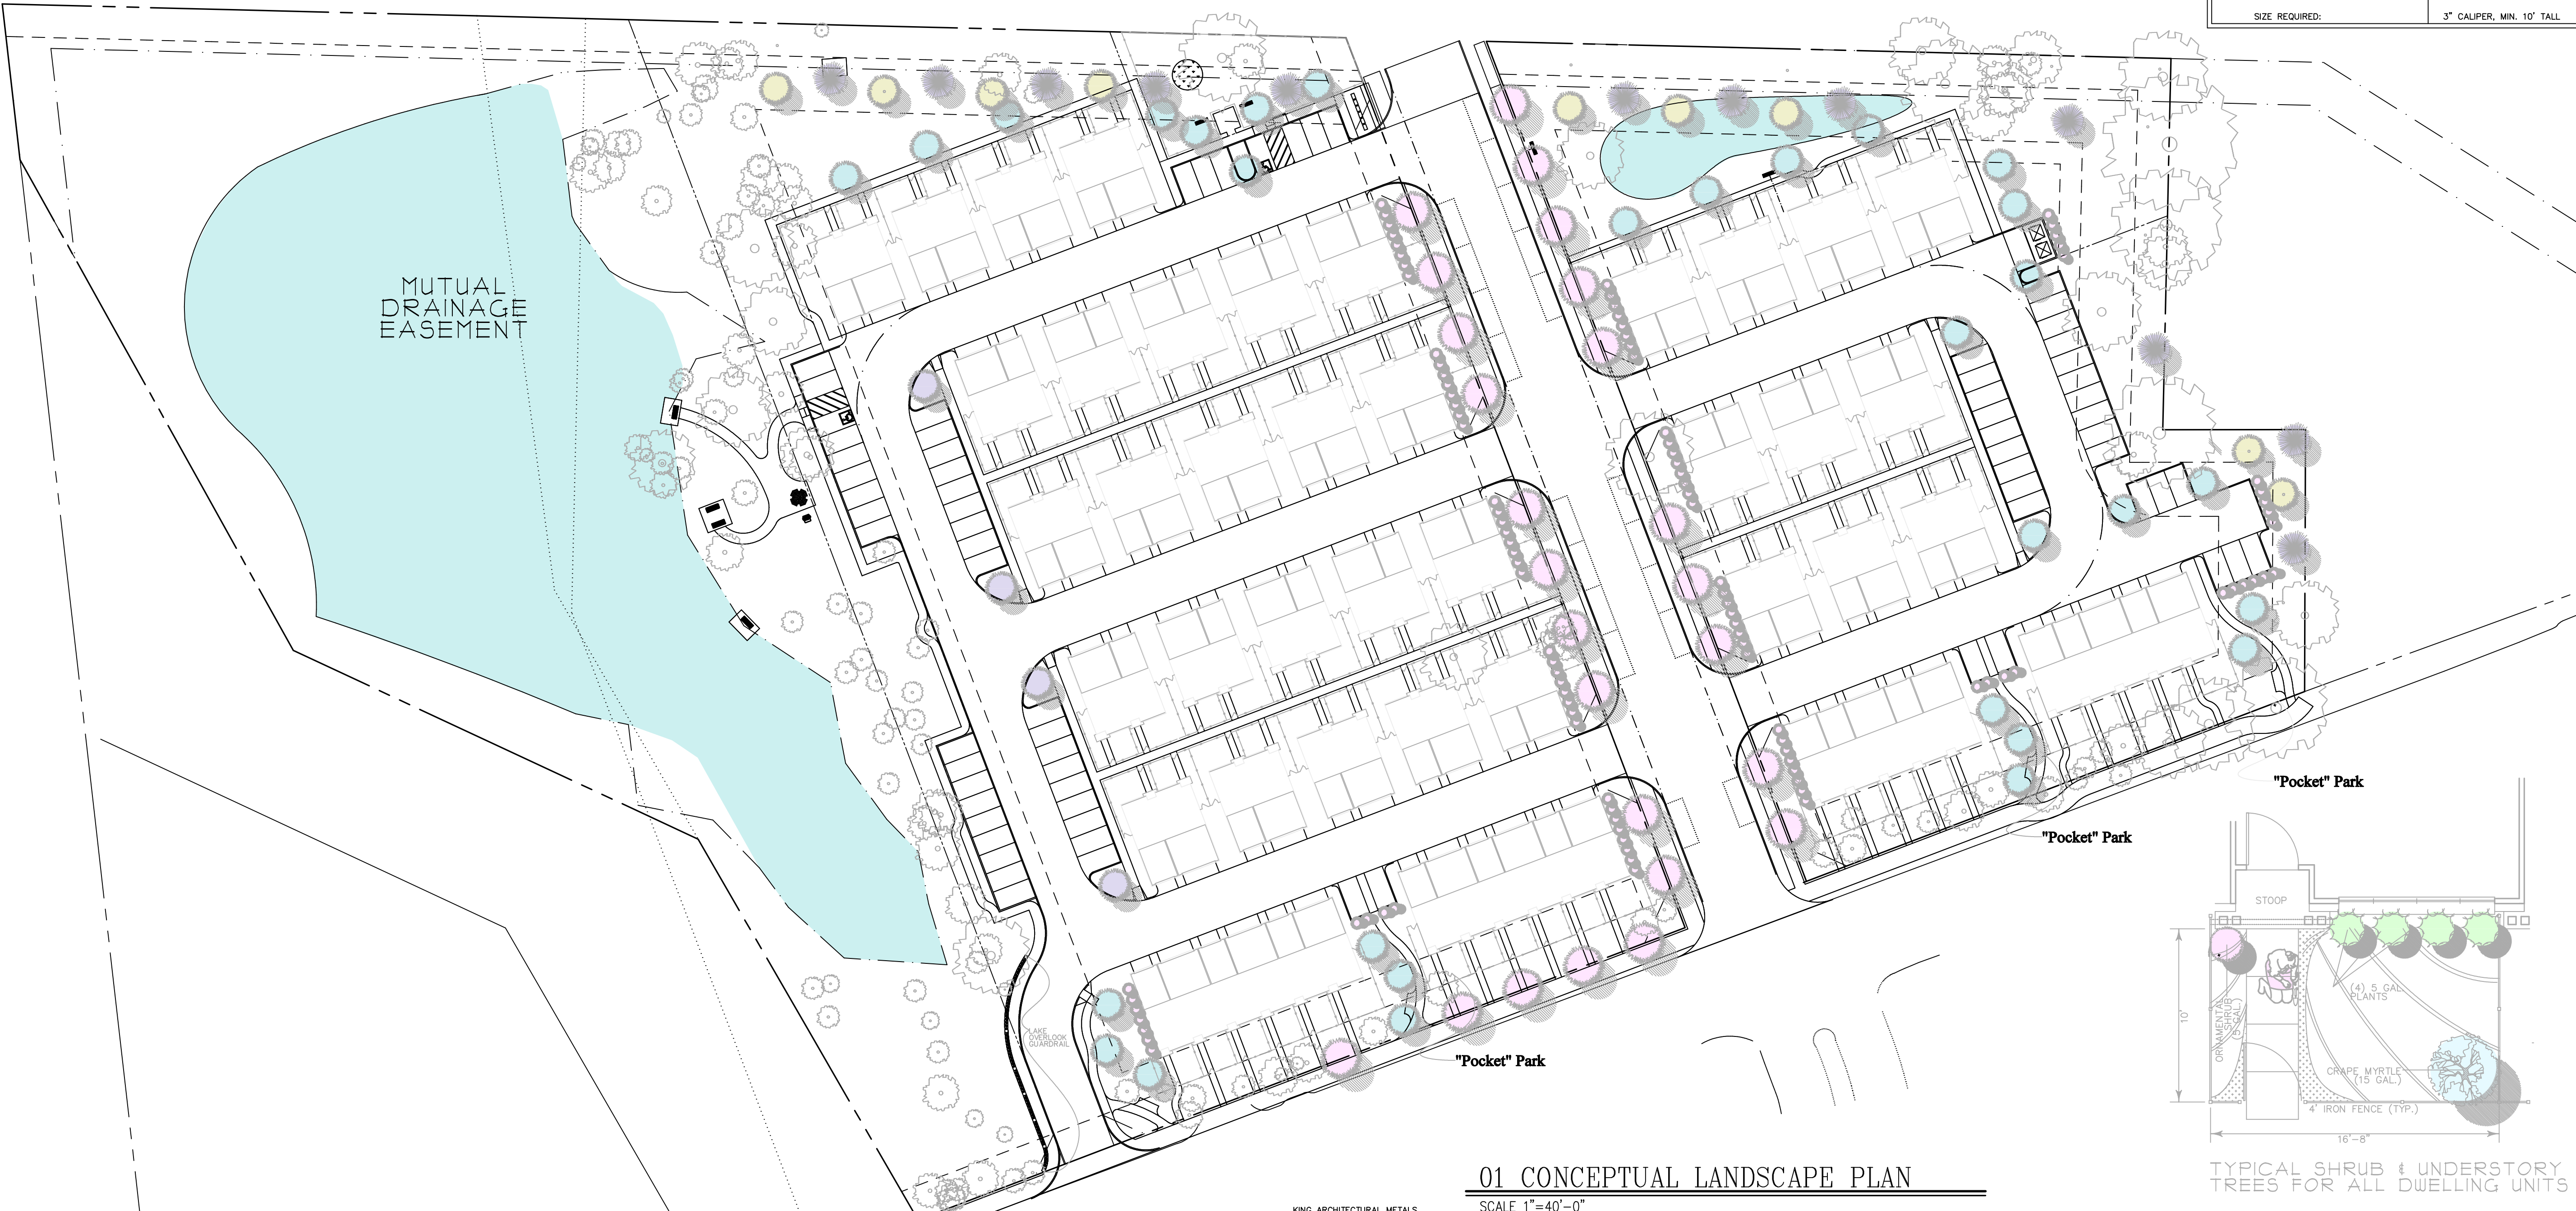 SIZE REQUIRED:
3" CALIPER, MIN. 10' TALL
MUTUAL
DRAINAGE
EASEMENT
"Pocket" Park
"Pocket" Park
"Pocket" Park
LAKE
OVERLOOK
GUARDRAIL
STOOP
10'
ORNAMENTAL
SHRUB
(5 GAL)
(4) 5 GAL
PLANTS
CRAPE MYRTLE
(15 GAL.)
4' IRON FENCE (TYP.)
16'-8"
TYPICAL SHRUB & UNDERSTORY
TREES FOR ALL DWELLING UNITS
01 CONCEPTUAL LANDSCAPE PLAN
SCALE 1"=40'-0"
KING ARCHITECTURAL METALS